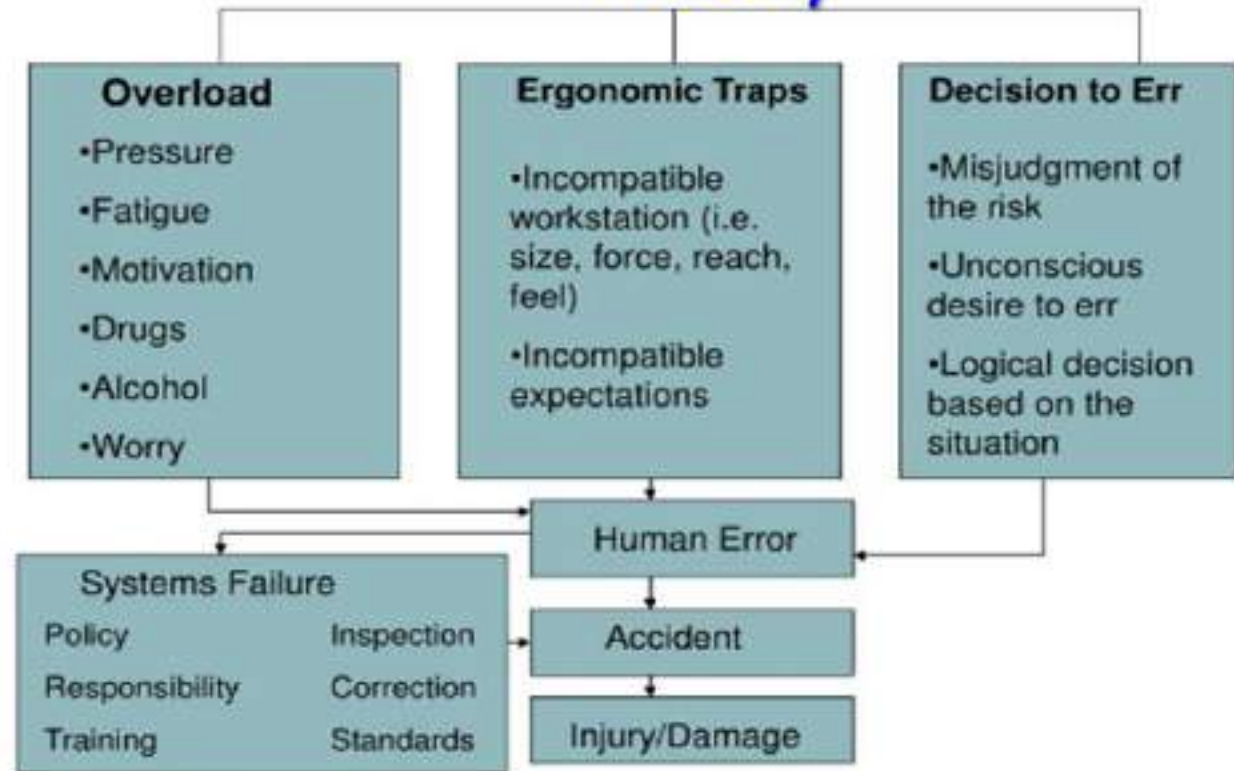 Overload
•Pressure
•Fatigue
•Motivation
•Drugs
•Alcohol
•Worry
Ergonomic Traps
•Incompatible
workstation (i.e.
size, force, reach,
feel)
•Incompatible
expectations
Decision to Err
•Misjudgment of
the risk
•Unconscious
desire to err
•Logical decision
based on the
situation
Human Error
Systems Failure
Policy Inspection
Responsibility Correction
Training Standards
Accident
Injury/Damage